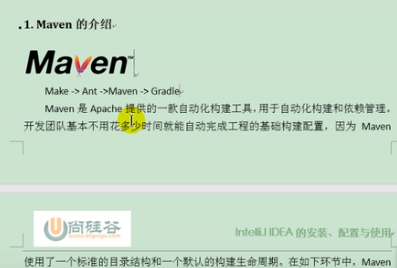 1. Maven 的介绍
Maven™
Make -> Ant ->Maven -> Gradle
Maven 是 Apache 提供的一款自动化构建工具，用于自动化构建和依赖管理。
开发团队基本不用花多少时间就能自动完成工程的基础构建配置，因为 Maven
尚硅谷
IntelliJ IDEA 的安装、配置与使用
使用了一个标准的目录结构和一个默认的构建生命周期。在如下环节中，Maven